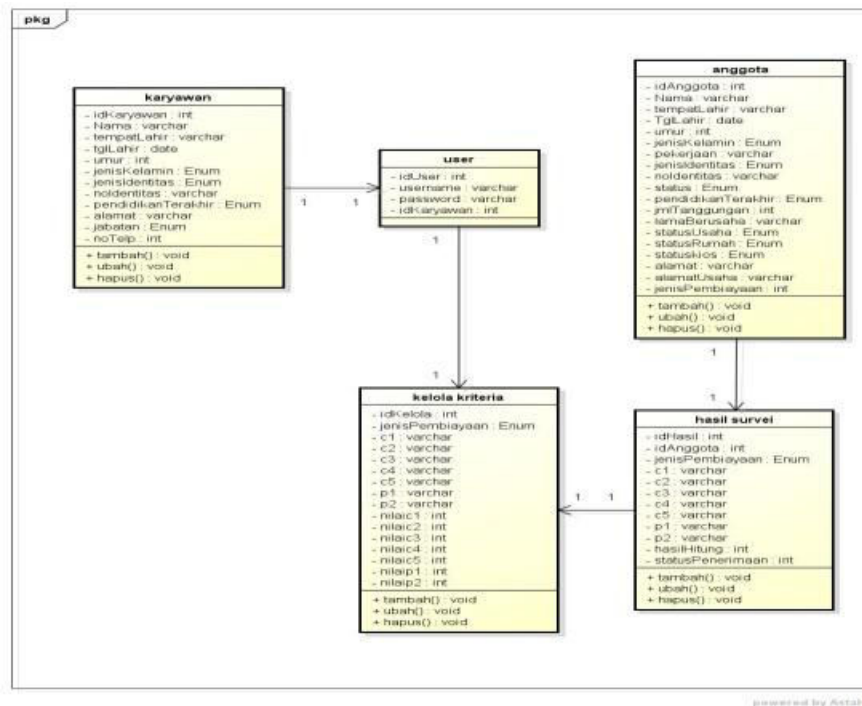 pkg
karyawan
- idKaryawan : int
- Nama : varchar
- tempatLahir : varchar
- tglLahir : date
- umur : int
- jenisKelamin : Enum
- jenisIdentitas : Enum
- noIdentitas : varchar
- pendidikanTerakhir : Enum
- alamat : varchar
- jabatan : Enum
- noTelp : int
+ tambah() : void
+ ubah() : void
+ hapus() : void
1
1
user
- idUser : int
- username : varchar
- password : varchar
- idKaryawan : int
1
1
anggota
- idAnggota : int
- Nama : varchar
- tempatLahir : varchar
- TglLahir : date
- umur : int
- jenisKelamin : Enum
- pekerjaan : varchar
- jenisIdentitas : Enum
- noIdentitas : varchar
- status : Enum
- pendidikanTerakhir : Enum
- jmlTanggungan : int
- lamaBerusaha : varchar
- statusUsaha : Enum
- statusRumah : Enum
- statuskios : Enum
- alamat : varchar
- alamatUsaha : varchar
- jenisPembiayaan : int
+ tambah() : void
+ ubah() : void
+ hapus() : void
1
1
kelola kriteria
- idKelola : int
- jenisPembiayaan : Enum
- c1 : varchar
- c2 : varchar
- c3 : varchar
- c4 : varchar
- c5 : varchar
- p1 : varchar
- p2 : varchar
- nilaic1 : int
- nilaic2 : int
- nilaic3 : int
- nilaic4 : int
- nilaic5 : int
- nilaip1 : int
- nilaip2 : int
+ tambah() : void
+ ubah() : void
+ hapus() : void
1
1
hasil survei
- idHasil : int
- idAnggota : int
- jenisPembiayaan : Enum
- c1 : varchar
- c2 : varchar
- c3 : varchar
- c4 : varchar
- c5 : varchar
- p1 : varchar
- p2 : varchar
- hasilHitung : int
- statusPenerimaan : int
+ tambah() : void
+ ubah() : void
+ hapus() : void
powered by Astah